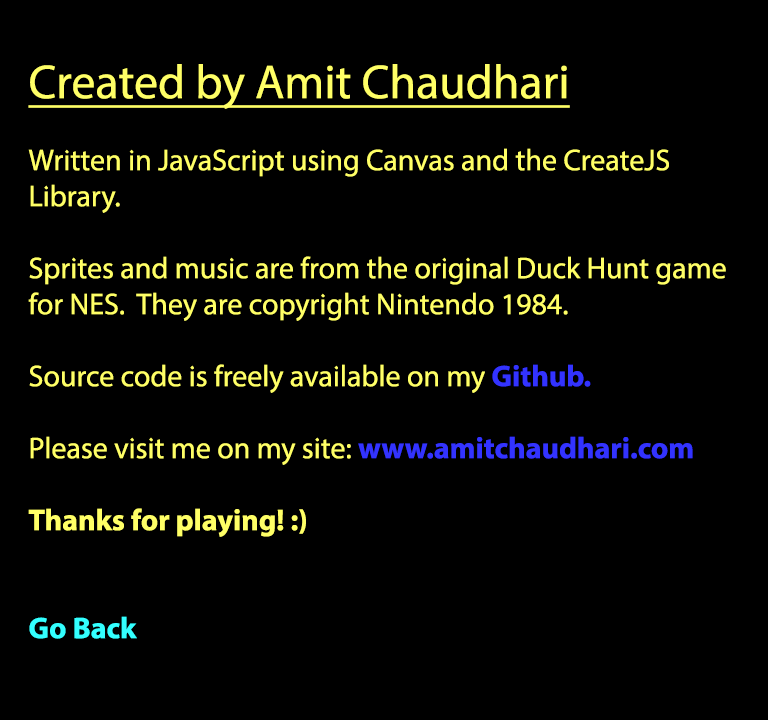 Created by Amit Chaudhari
Written in JavaScript using Canvas and the CreateJS
Library.
Sprites and music are from the original Duck Hunt game
for NES.  They are copyright Nintendo 1984.
Source code is freely available on my Github.
Please visit me on my site: www.amitchaudhari.com
Thanks for playing! :)
Go Back